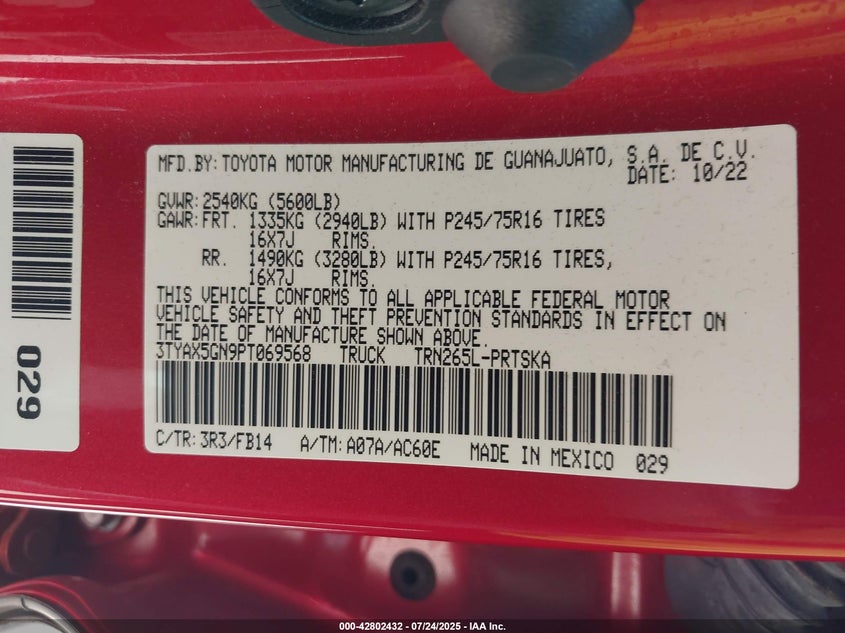 MFD.BY: TOYOTA MOTOR MANUFACTURING DE GUANAJUATO, S.A. DE C.V.
DATE: 10/22
GVWR: 2540KG (5600LB)
GAWR: FRT. 1335KG (2940LB) WITH P245/75R16 TIRES
16X7J RIMS.
RR. 1490KG (3280LB) WITH P245/75R16 TIRES,
16X7J RIMS.
THIS VEHICLE CONFORMS TO ALL APPLICABLE FEDERAL MOTOR
VEHICLE SAFETY AND THEFT PREVENTION STANDARDS IN EFFECT ON
THE DATE OF MANUFACTURE SHOWN ABOVE.
3TYAX5GN9PT069568 TRUCK TRN265L-PRTSKA
C/TR: 3R3/FB14 A/TM: A07A/AC60E MADE IN MEXICO 029
029
000-42802432 - 07/24/2025 - IAA Inc.